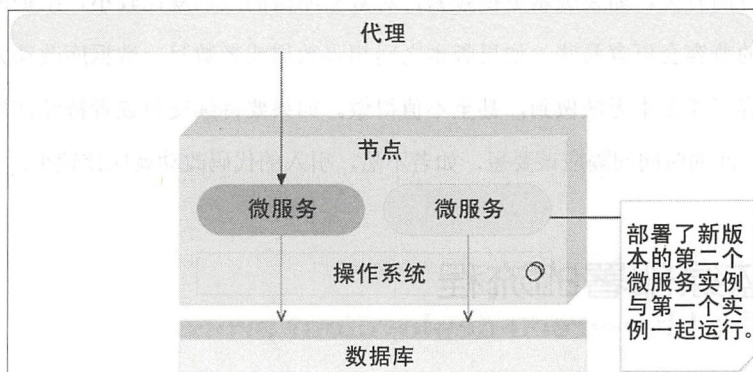 代理
节点
微服务
微服务
操作系统
数据库
部署了新版
本的第二个
微服务实例
与第一个实
例一起运行。